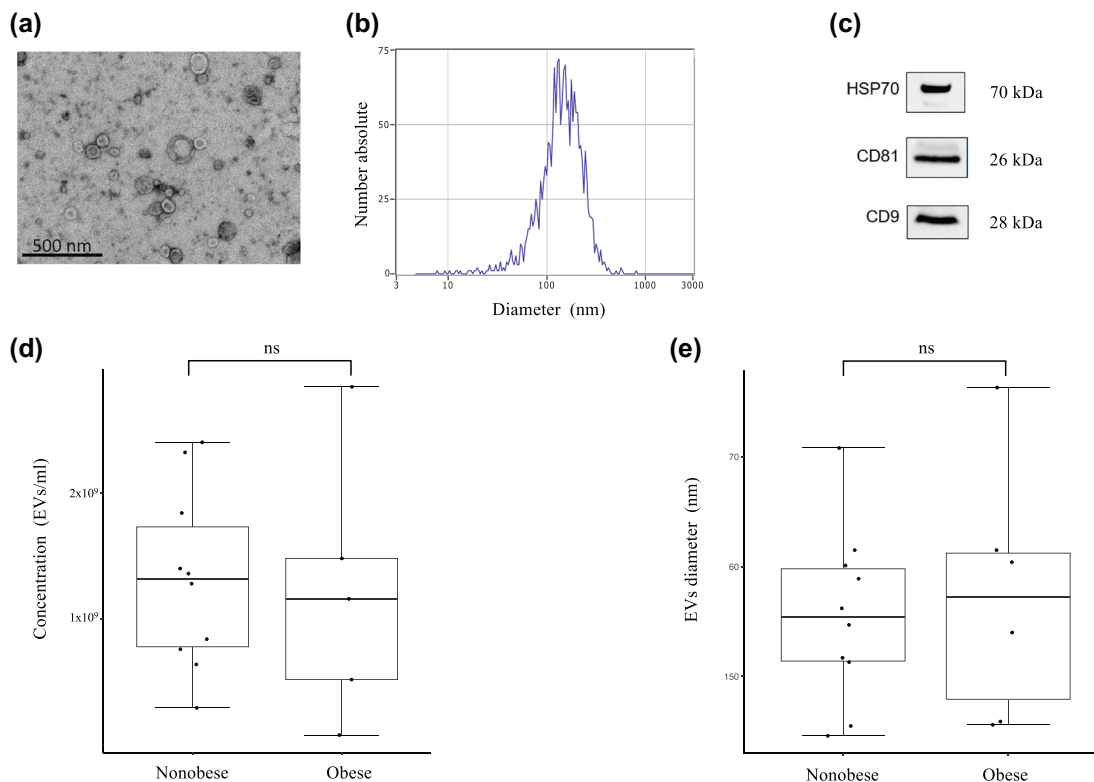 (a)
500 nm
(b)
75
50
25
0
3 10 100 1000 3000
Number absolute
Diameter (nm)
(c)
HSP70 70 kDa
CD81 26 kDa
CD9 28 kDa
(d)
ns
2x10⁹
1x10⁹
Concentration (EVs/ml)
Nonobese Obese
(e)
ns
70
60
150
EVs diameter (nm)
Nonobese Obese